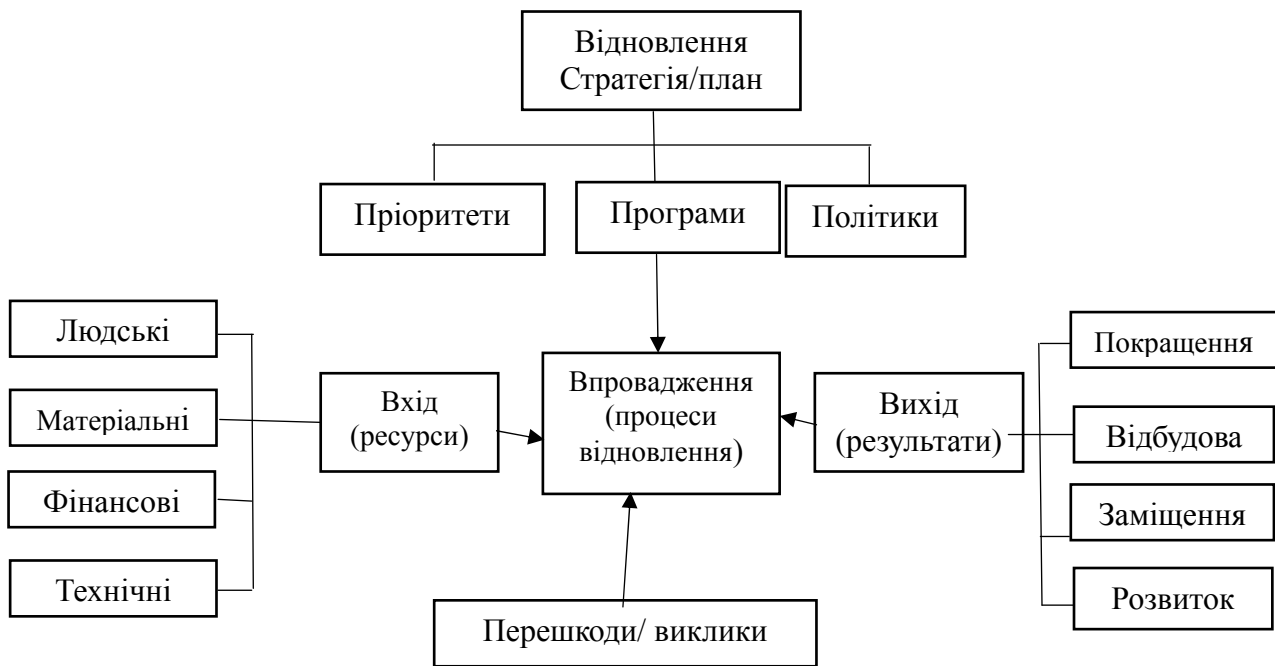 Відновлення
Стратегія/план
Пріоритети
Програми
Політики
Людські
Матеріальні
Фінансові
Технічні
Вхід
(ресурси)
Впровадження
(процеси
відновлення)
Вихід
(результати)
Покращення
Відбудова
Заміщення
Розвиток
Перешкоди/ виклики